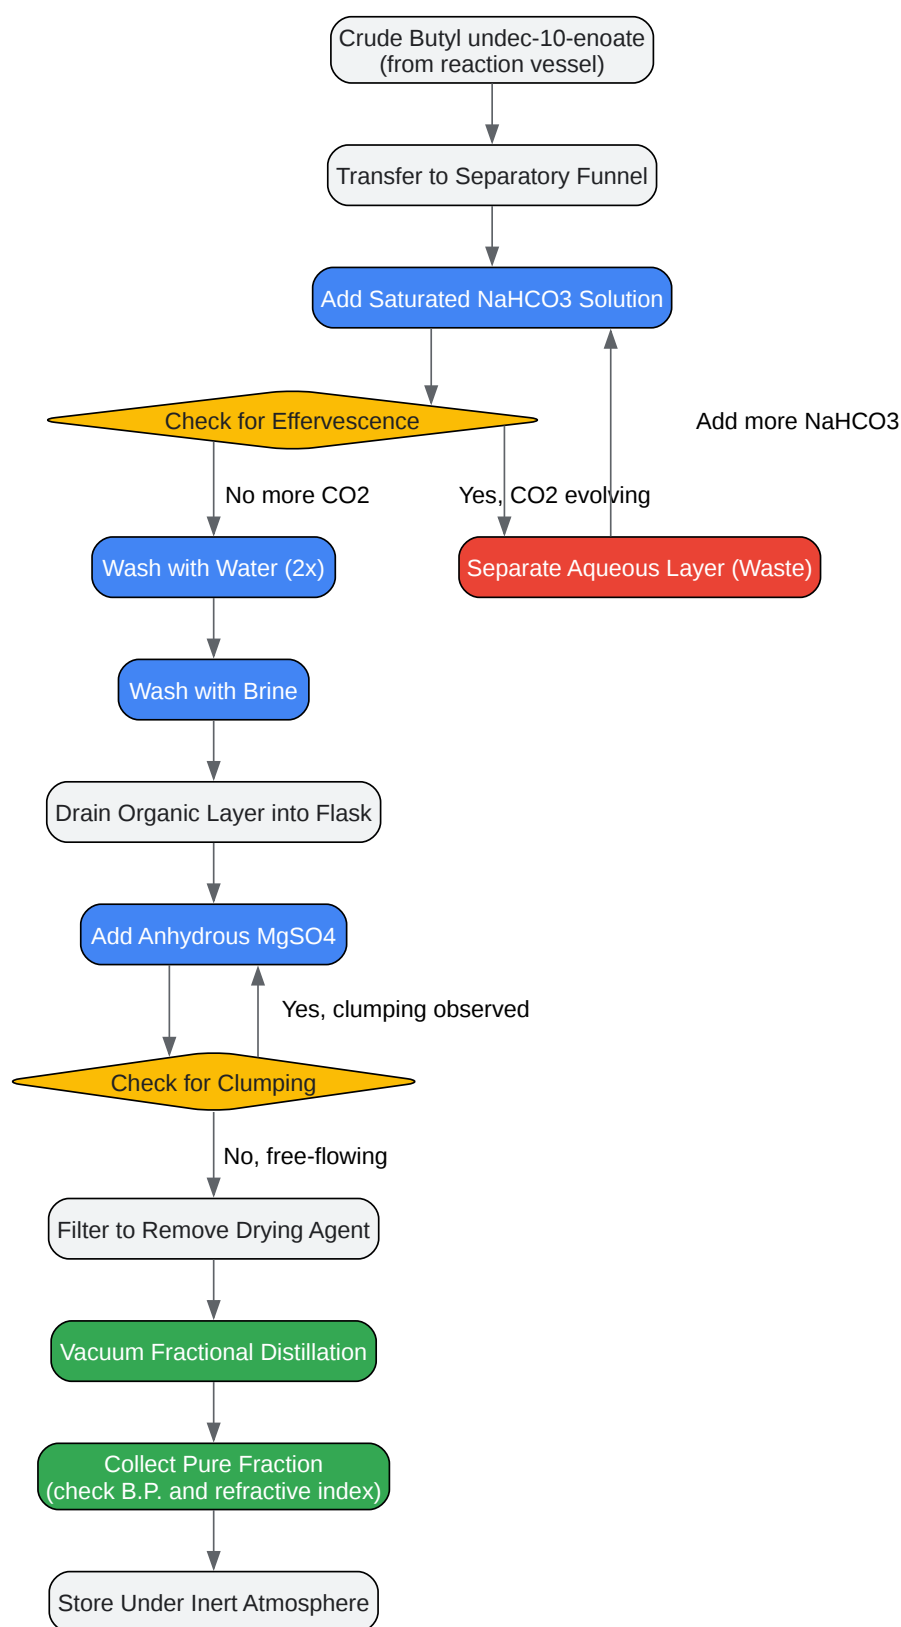 Crude Butyl undec-10-enoate
(from reaction vessel)
Transfer to Separatory Funnel
Add Saturated NaHCO3 Solution
Check for Effervescence
Add more NaHCO3
No more CO2
Yes, CO2 evolving
Wash with Water (2x)
Separate Aqueous Layer (Waste)
Wash with Brine
Drain Organic Layer into Flask
Add Anhydrous MgSO4
Yes, clumping observed
Check for Clumping
No, free-flowing
Filter to Remove Drying Agent
Vacuum Fractional Distillation
Collect Pure Fraction
(check B.P. and refractive index)
Store Under Inert Atmosphere